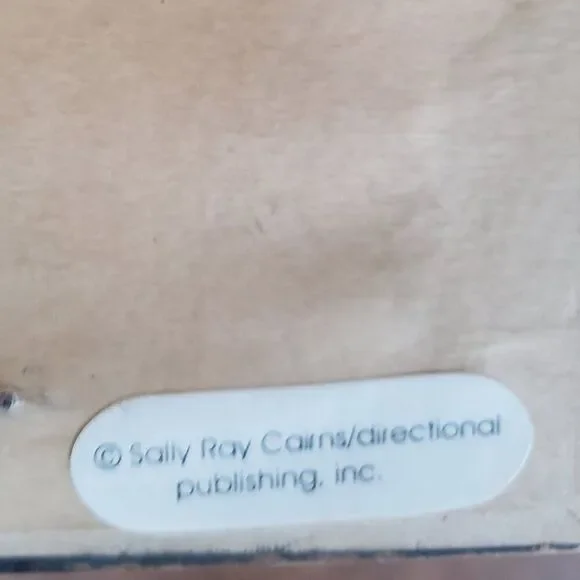 © Sally Ray Cairns/directional
publishing, inc.